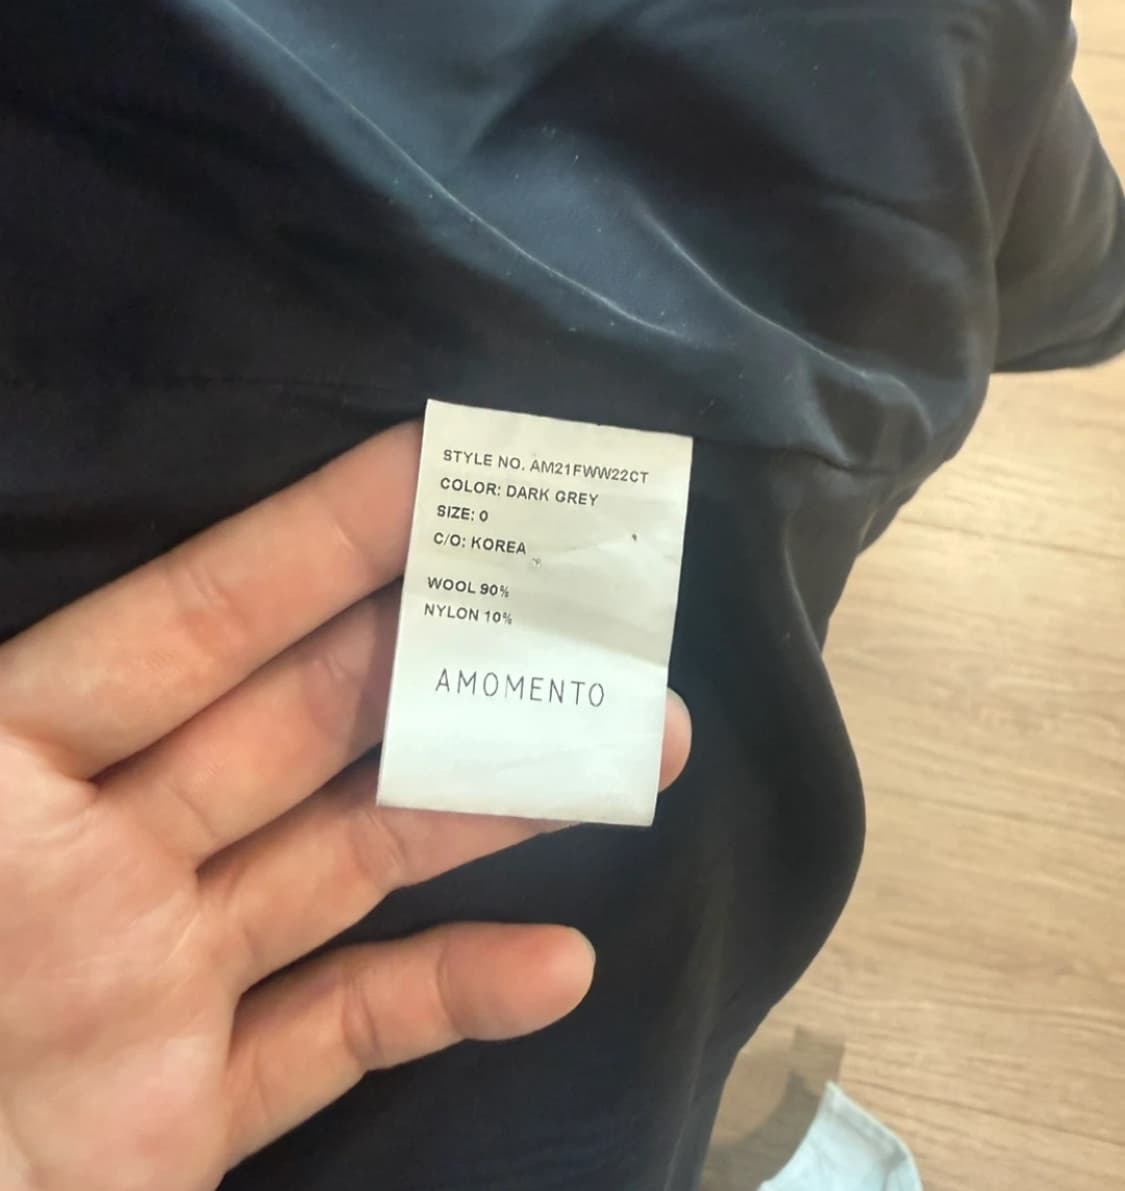 STYLE NO. AM21FWW22CT
COLOR: DARK GREY
SIZE: 0
C/O: KOREA
WOOL 90%
NYLON 10%
AMOMENTO